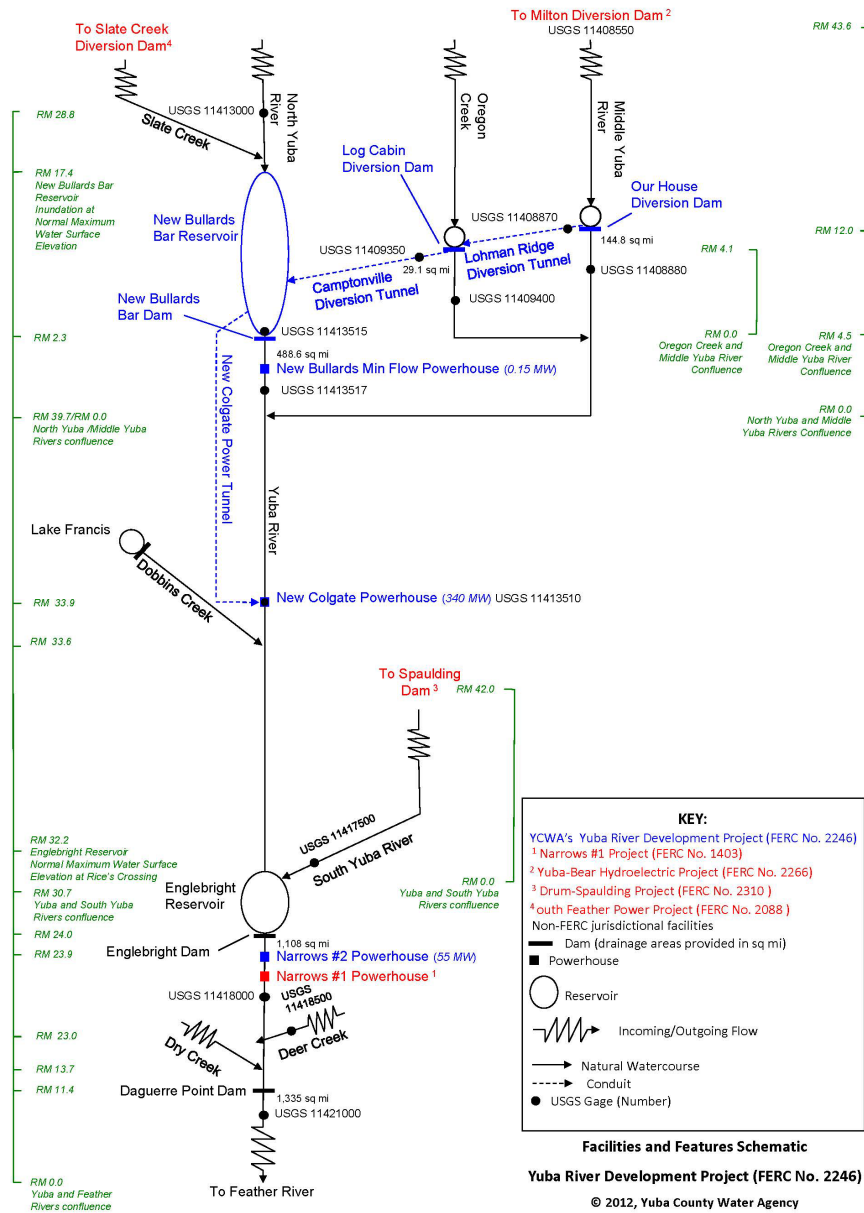 To Slate Creek
Diversion Dam4
To Milton Diversion Dam 2
USGS 11408550
RM 43.6
RM 28.8
USGS 11413000
North Yuba
River
Slate Creek
Oregon
Creek
Middle Yuba
River
RM 17.4
New Bullards Bar
Reservoir
Inundation at
Normal Maximum
Water Surface
Elevation
New Bullards
Bar Reservoir
Log Cabin
Diversion Dam
USGS 11408870
Our House
Diversion Dam
144.8 sq mi
RM 12.0
USGS 11409350
29.1 sq mi
Lohman Ridge
Diversion Tunnel
Camptonville
Diversion Tunnel
USGS 11408880
RM 4.1
New Bullards
Bar Dam
USGS 11409400
RM 2.3
USGS 11413515
488.6 sq mi
RM 0.0
Oregon Creek and
Middle Yuba River
Confluence
RM 4.5
Oregon Creek and
Middle Yuba River
Confluence
New Bullards Min Flow Powerhouse (0.15 MW)
USGS 11413517
New Colgate Power Tunnel
RM 39.7/RM 0.0
North Yuba /Middle Yuba
Rivers confluence
RM 0.0
North Yuba and Middle
Yuba Rivers Confluence
Yuba River
Lake Francis
Dobbins Creek
RM 33.9
New Colgate Powerhouse (340 MW) USGS 11413510
RM 33.6
To Spaulding
Dam 3
RM 42.0
USGS 11417500
South Yuba River
RM 32.2
Englebright Reservoir
Normal Maximum Water Surface
Elevation at Rice's Crossing
RM 30.7
Yuba and South Yuba
Rivers confluence
Englebright
Reservoir
RM 0.0
Yuba and South Yuba
Rivers confluence
RM 24.0
Englebright Dam
1,108 sq mi
RM 23.9
Narrows #2 Powerhouse (55 MW)
Narrows #1 Powerhouse 1
USGS 11418000
USGS
11418500
Dry Creek
Deer Creek
RM 23.0
RM 13.7
RM 11.4
Daguerre Point Dam
1,335 sq mi
USGS 11421000
RM 0.0
Yuba and Feather
Rivers confluence
To Feather River
KEY:
YCWA's Yuba River Development Project (FERC No. 2246)
1 Narrows #1 Project (FERC No. 1403)
2 Yuba-Bear Hydroelectric Project (FERC No. 2266)
3 Drum-Spaulding Project (FERC No. 2310 )
4 outh Feather Power Project (FERC No. 2088 )
Non-FERC jurisdictional facilities
Dam (drainage areas provided in sq mi)
Powerhouse
Reservoir
Incoming/Outgoing Flow
Natural Watercourse
Conduit
USGS Gage (Number)
Facilities and Features Schematic
Yuba River Development Project (FERC No. 2246)
© 2012, Yuba County Water Agency